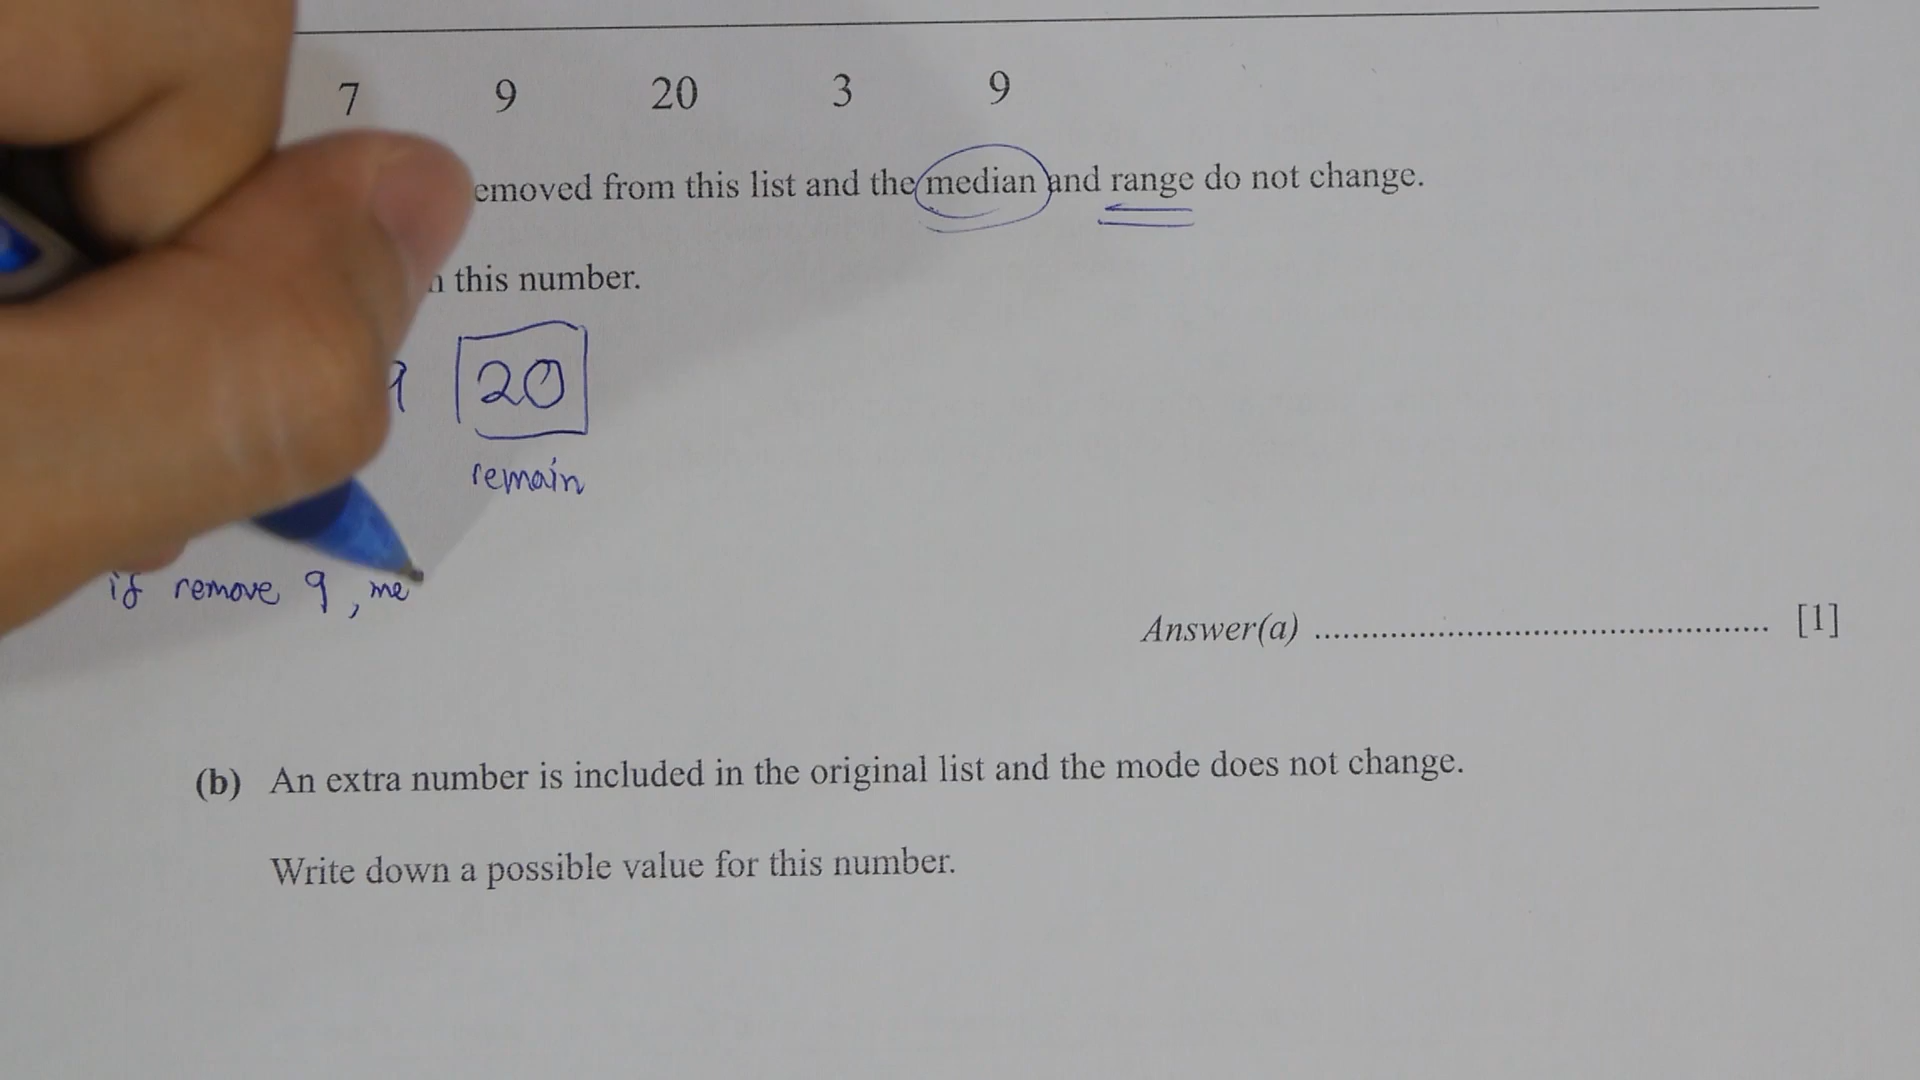 7 9 20 3 9
emoved from this list and the median and range do not change.
this number.
9 20
remain
if remove 9, me
Answer(a) ........................................... [1]
(b) An extra number is included in the original list and the mode does not change.
Write down a possible value for this number.